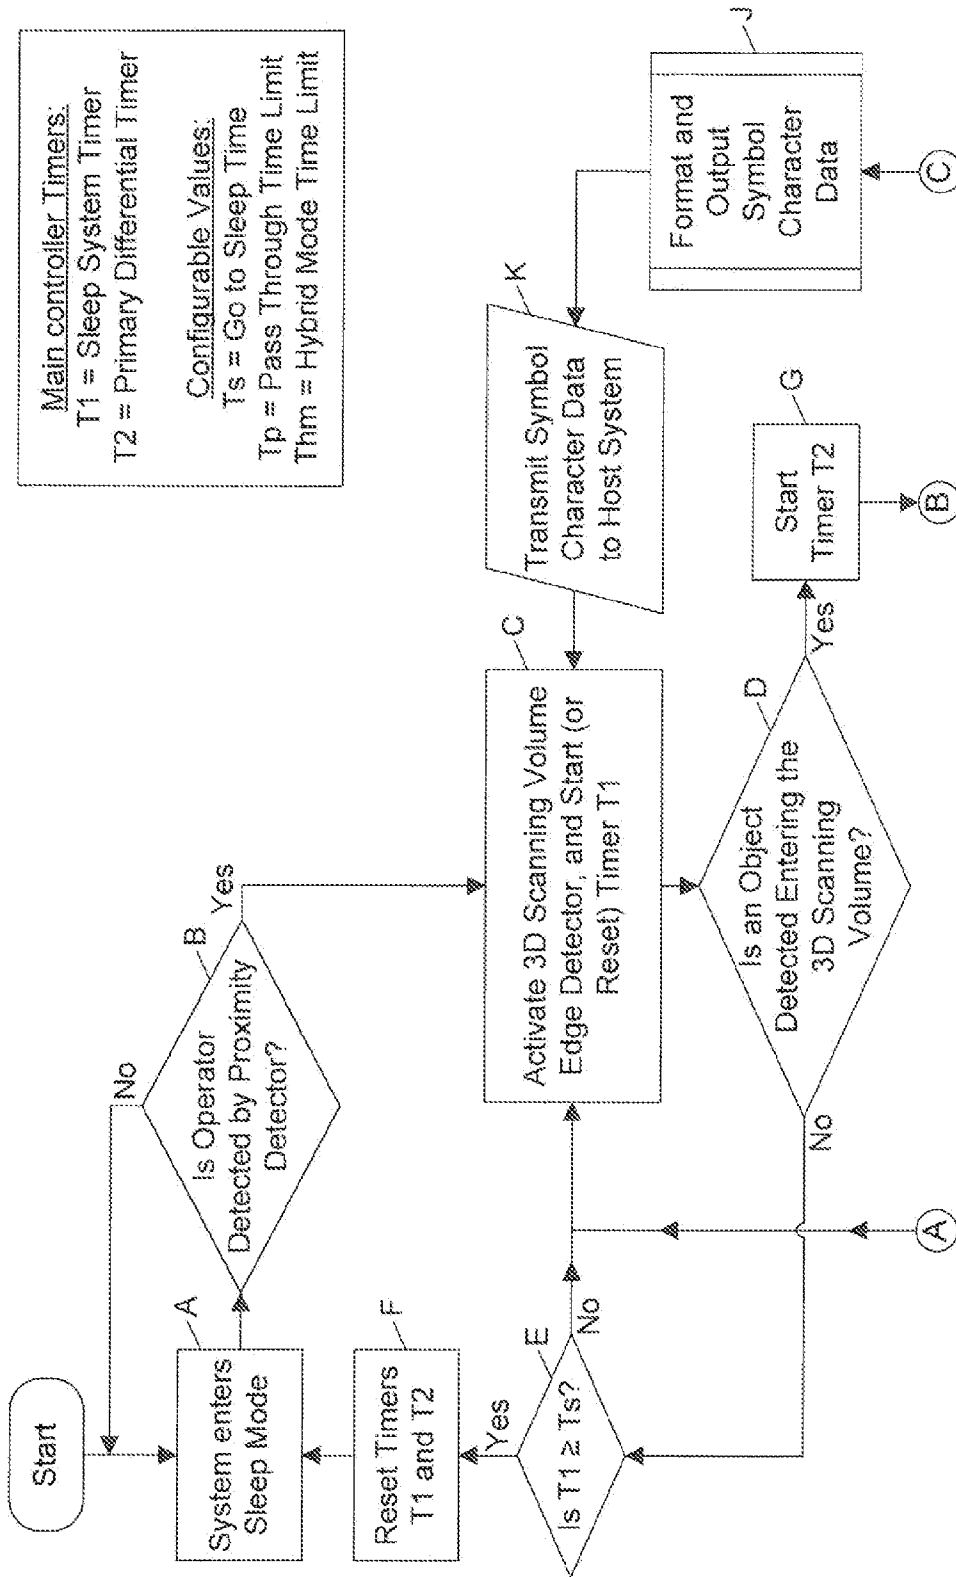 Start
System enters
Sleep Mode
A
No
Is Operator
Detected by Proximity
Detector?
B
Yes
Main controller Timers:
T1 = Sleep System Timer
T2 = Primary Differential Timer
Configurable Values:
Ts = Go to Sleep Time
Tp = Pass Through Time Limit
Thm = Hybrid Mode Time Limit
Reset Timers
T1 and T2
F
Yes
Is T1 ≥ Ts?
E
No
Activate 3D Scanning Volume
Edge Detector, and Start (or
Reset) Timer T1
C
Transmit Symbol
Character Data
to Host System
K
Format and
Output
Symbol
Character
Data
J
No
Is an Object
Detected Entering the
3D Scanning
Volume?
D
Yes
Start
Timer T2
G
A
B
C